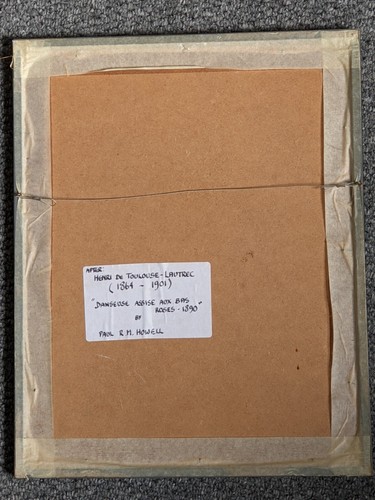 AFTER
HENRI DE TOULOUSE-LAUTREC
(1864 - 1901)
"DANSEUSE ASSISE AUX BAS
ROSES - 1890"
BY
PAUL R.M. HOWELL